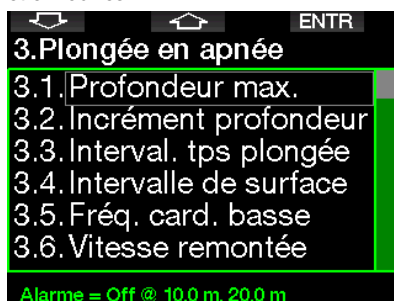 ENTR
3.Plongée en apnée
3.1. Profondeur max.
3.2. Incrément profondeur
3.3. Interval. tps plongée
3.4. Intervalle de surface
3.5. Fréq. card. basse
3.6. Vitesse remontée
Alarme = Off @ 10.0 m, 20.0 m